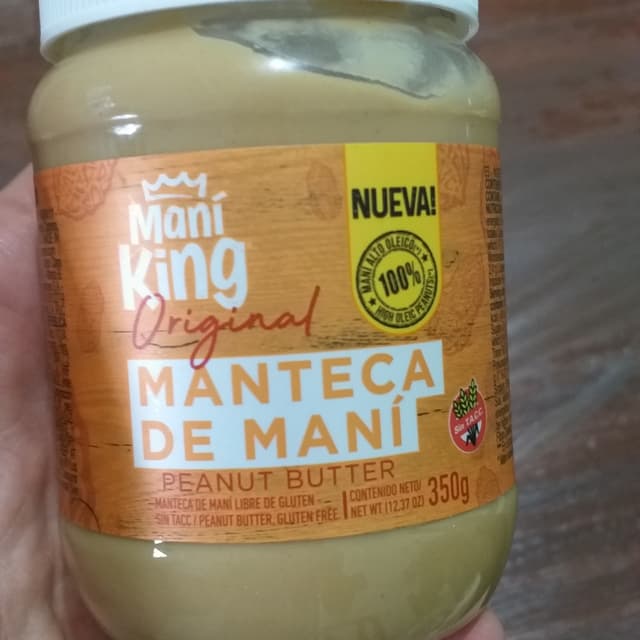 Maní
King
Original
NUEVA!
MANÍ ALTO OLEICO(*)
100%
HIGH OLEIC PEANUTS(*)
MANTECA
DE MANÍ
Sin TACC
PEANUT BUTTER
MANTECA DE MANÍ LIBRE DE GLUTEN -
SIN TACC / PEANUT BUTTER, GLUTEN FREE.
CONTENIDO NETO/
NET WT (12.37 OZ)
350g